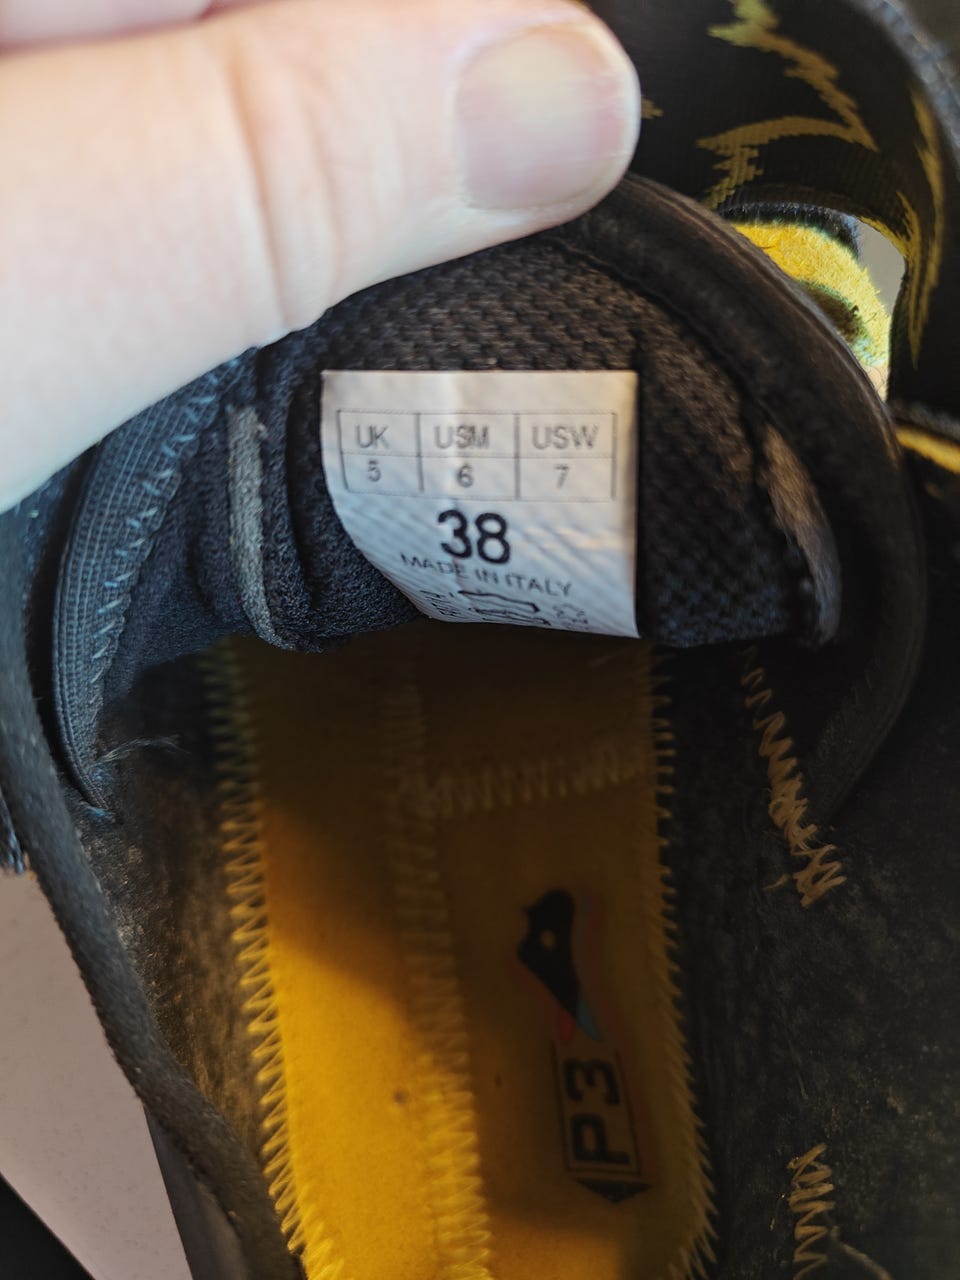 UK USM USW
5 6 7
38
MADE IN ITALY
P3